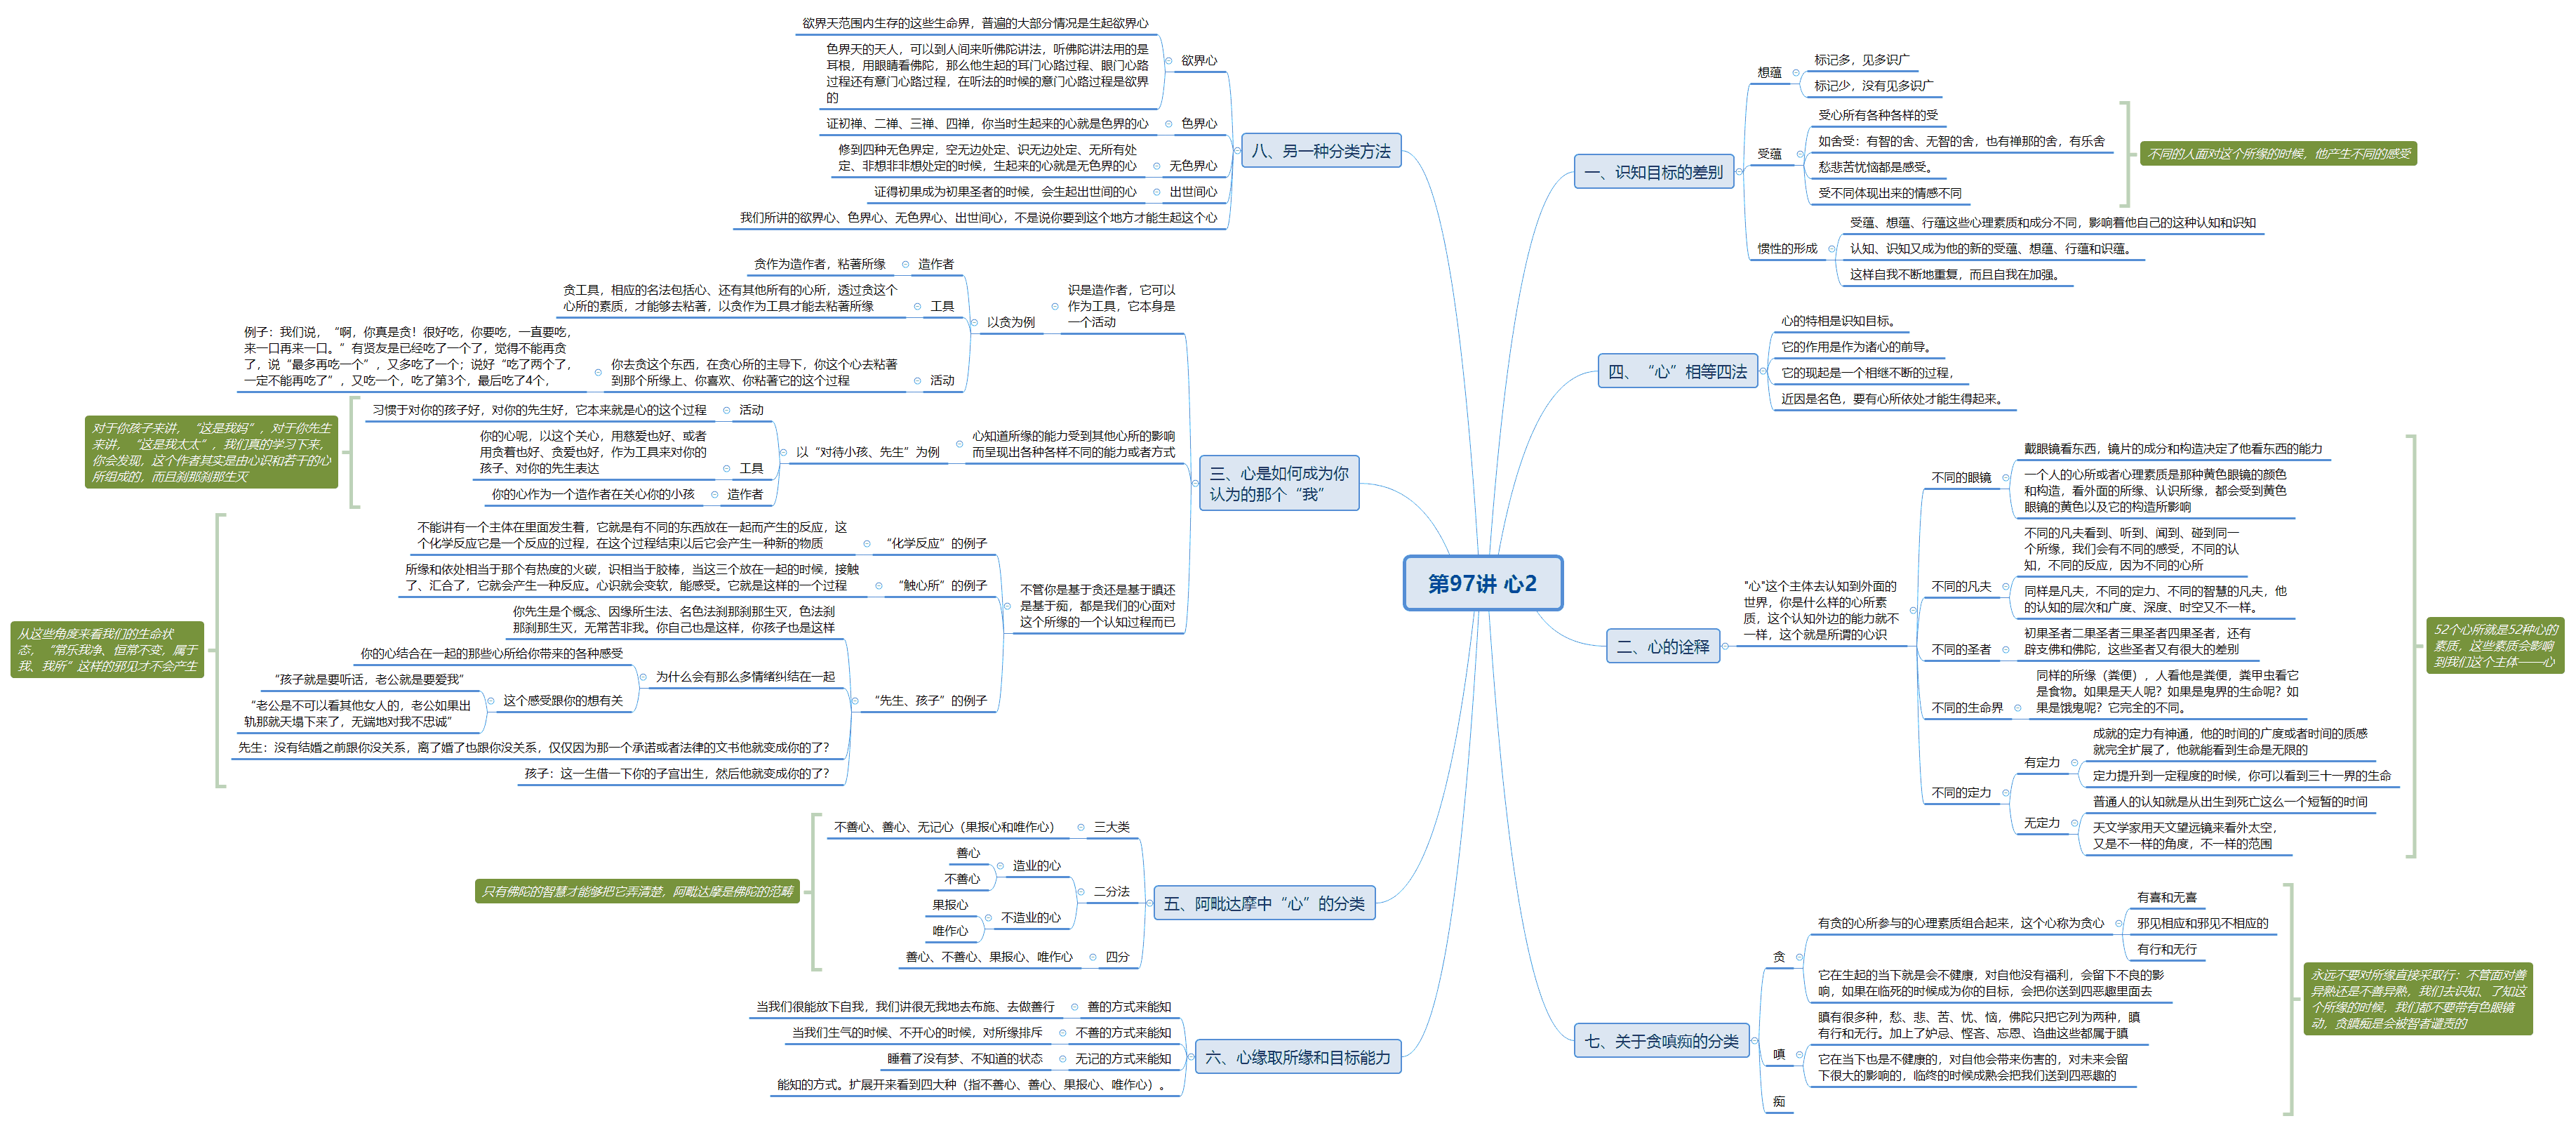 第97讲 心2
一、识知目标的差别
想蕴
标记多，见多识广
标记少，没有见多识广
受蕴
受心所有各种各样的受
如舍受：有智的舍、无智的舍，也有禅那的舍，有乐舍
愁悲苦忧恼都是感受。
受不同体现出来的情感不同
不同的人面对这个所缘的时候，他产生不同的感受
惯性的形成
受蕴、想蕴、行蕴这些心理素质和成分不同，影响着他自己的这种认知和识知
认知、识知又成为他的新的受蕴、想蕴、行蕴和识蕴。
这样自我不断地重复，而且自我在加强。
四、“心”相等四法
心的特相是识知目标。
它的作用是作为诸心的前导。
它的现起是一个相继不断的过程，
近因是名色，要有心所依处才能生得起来。
二、心的诠释
"心"这个主体去认知到外面的
世界，你是什么样的心所素
质，这个认知外边的能力就不
一样，这个就是所谓的心识
不同的眼镜
戴眼镜看东西，镜片的成分和构造决定了他看东西的能力
一个人的心所或者心理素质是那种黄色眼镜的颜色
和构造，看外面的所缘、认识所缘，都会受到黄色
眼镜的黄色以及它的构造所影响
不同的凡夫
不同的凡夫看到、听到、闻到、碰到同一
个所缘，我们会有不同的感受，不同的认
知，不同的反应，因为不同的心所
同样是凡夫，不同的定力、不同的智慧的凡夫，他
的认知的层次和广度、深度、时空又不一样。
不同的圣者
初果圣者二果圣者三果圣者四果圣者，还有
辟支佛和佛陀，这些圣者又有很大的差别
不同的生命界
同样的所缘（粪便），人看他是粪便，粪甲虫看它
是食物。如果是天人呢？如果是鬼界的生命呢？如
果是饿鬼呢？它完全的不同。
不同的定力
有定力
成就的定力有神通，他的时间的广度或者时间的质感
就完全扩展了，他就能看到生命是无限的
定力提升到一定程度的时候，你可以看到三十一界的生命
无定力
普通人的认知就是从出生到死亡这么一个短暂的时间
天文学家用天文望远镜来看外太空，
又是不一样的角度，不一样的范围
52个心所就是52种心的
素质，这些素质会影响
到我们这个主体——心
七、关于贪嗔痴的分类
贪
有贪的心所参与的心理素质组合起来，这个心称为贪心
有喜和无喜
邪见相应和邪见不相应的
有行和无行
它在生起的当下就是会不健康，对自他没有福利，会留下不良的影
响，如果在临死的时候成为你的目标，会把你送到四恶趣里面去
嗔
瞋有很多种，愁、悲、苦、忧、恼，佛陀只把它列为两种，瞋
有行和无行。加上了妒忌、悭吝、忘恩、诌曲这些都属于瞋
它在当下也是不健康的，对自他会带来伤害的，对未来会留
下很大的影响的，临终的时候成熟会把我们送到四恶趣的
痴
永远不要对所缘直接采取行：不管面对善
异熟还是不善异熟，我们去识知、了知这
个所缘的时候，我们都不要带有色眼镜
动，贪瞋痴是会被智者谴责的
八、另一种分类方法
欲界心
欲界天范围内生存的这些生命界，普遍的大部分情况是生起欲界心
色界天的天人，可以到人间来听佛陀讲法，听佛陀讲法用的是
耳根，用眼睛看佛陀，那么他生起的耳门心路过程、眼门心路
过程还有意门心路过程，在听法的时候的意门心路过程是欲界
的
色界心
证初禅、二禅、三禅、四禅，你当时生起来的心就是色界的心
无色界心
修到四种无色界定，空无边处定、识无边处定、无所有处
定、非想非非想处定的时候，生起来的心就是无色界的心
出世间心
证得初果成为初果圣者的时候，会生起出世间的心
我们所讲的欲界心、色界心、无色界心、出世间心，不是说你要到这个地方才能生起这个心
三、心是如何成为你
认为的那个“我”
识是造作者，它可以
作为工具，它本身是
一个活动
以贪为例
造作者
贪作为造作者，粘著所缘
工具
贪工具，相应的名法包括心、还有其他所有的心所，透过贪这个
心所的素质，才能够去粘著，以贪作为工具才能去粘著所缘
活动
你去贪这个东西，在贪心所的主导下，你这个心去粘著
到那个所缘上、你喜欢、你粘著它的这个过程
例子：我们说，“啊，你真是贪！很好吃，你要吃，一直要吃，
来一口再来一口。”有贤友是已经吃了一个了，觉得不能再贪
了，说“最多再吃一个”，又多吃了一个；说好“吃了两个了，
一定不能再吃了”，又吃一个，吃了第3个，最后吃了4个，
心知道所缘的能力受到其他心所的影响
而呈现出各种各样不同的能力或者方式
以“对待小孩、先生”为例
活动
习惯于对你的孩子好，对你的先生好，它本来就是心的这个过程
工具
你的心呢，以这个关心，用慈爱也好、或者
用贪着也好、贪爱也好，作为工具来对你的
孩子、对你的先生表达
造作者
你的心作为一个造作者在关心你的小孩
对于你孩子来讲，“这是我妈”，对于你先生
来讲，“这是我太太”，我们真的学习下来，
你会发现，这个作者其实是由心识和若干的心
所组成的，而且刹那刹那生灭
不管你是基于贪还是基于瞋还
是基于痴，都是我们的心面对
这个所缘的一个认知过程而已
“化学反应”的例子
不能讲有一个主体在里面发生着，它就是有不同的东西放在一起而产生的反应，这
个化学反应它是一个反应的过程，在这个过程结束以后它会产生一种新的物质
“触心所”的例子
所缘和依处相当于那个有热度的火碳，识相当于胶棒，当这三个放在一起的时候，接触
了、汇合了，它就会产生一种反应。心识就会变软，能感受。它就是这样的一个过程
“先生、孩子”的例子
你先生是个概念、因缘所生法、名色法刹那刹那生灭，色法刹
那刹那生灭，无常苦非我。你自己也是这样，你孩子也是这样
为什么会有那么多情绪纠结在一起
你的心结合在一起的那些心所给你带来的各种感受
这个感受跟你的想有关
“孩子就是要听话，老公就是要爱我”
“老公是不可以看其他女人的，老公如果出
轨那就天塌下来了，无端地对我不忠诚”
先生：没有结婚之前跟你没关系，离了婚了也跟你没关系，仅仅因为那一个承诺或者法律的文书他就变成你的了？
孩子：这一生借一下你的子宫出生，然后他就变成你的了？
从这些角度来看我们的生命状
态，“常乐我净、恒常不变，属于
我、我所”这样的邪见才不会产生
五、阿毗达摩中“心”的分类
三大类
不善心、善心、无记心（果报心和唯作心）
二分法
造业的心
善心
不善心
不造业的心
果报心
唯作心
四分
善心、不善心、果报心、唯作心
只有佛陀的智慧才能够把它弄清楚，阿毗达摩是佛陀的范畴
六、心缘取所缘和目标能力
善的方式来能知
当我们很能放下自我，我们讲很无我地去布施、去做善行
不善的方式来能知
当我们生气的时候、不开心的时候，对所缘排斥
无记的方式来能知
睡着了没有梦、不知道的状态
能知的方式。扩展开来看到四大种（指不善心、善心、果报心、唯作心）。